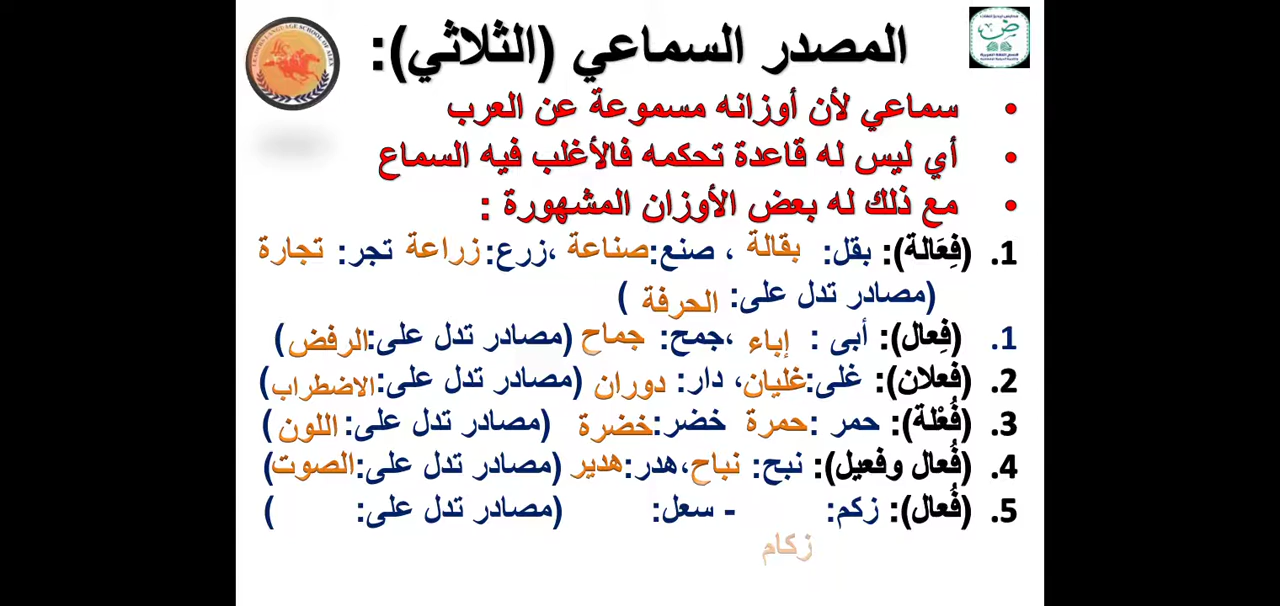 المصدر السماعي (الثلاثي):
• سماعي لأن أوزانه مسموعة عن العرب
• أي ليس له قاعدة تحكمه فالأغلب فيه السماع
• مع ذلك له بعض الأوزان المشهورة :
1. (فِعَالة): بقل: بقالة ، صنع:صناعة ،زرع:زراعة تجر: تجارة
(مصادر تدل على: الحرفة )
1. (فِعال): أبى : إباء ،جمح: جماح (مصادر تدل على:الرفض)
2. (فَعلان): غلى:غليان، دار: دوران (مصادر تدل على:الاضطراب)
3. (فُعْلة): حمر :حمرة خضر:خضرة (مصادر تدل على: اللون )
4. (فُعال وفعيل): نبح: نباح،هدر:هدير (مصادر تدل على:الصوت)
5. (فُعال): زكم: - سعل: (مصادر تدل على: )
زكام